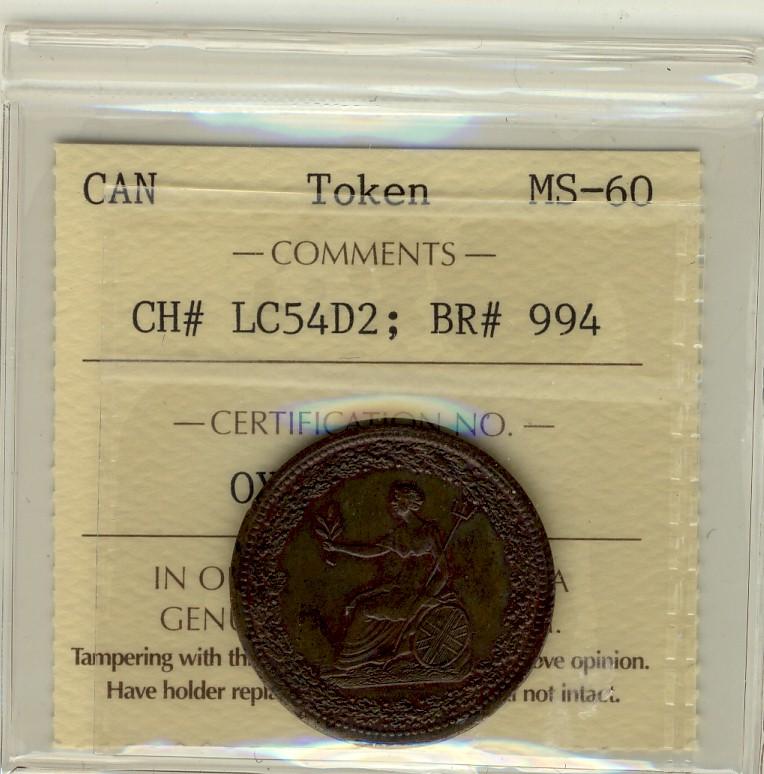 CAN Token MS-60
— COMMENTS —
CH# LC54D2; BR# 994
— CERTIFICATION NO. —
IN
GENU
Tampering with th ove opinion.
Have holder repla not intact.